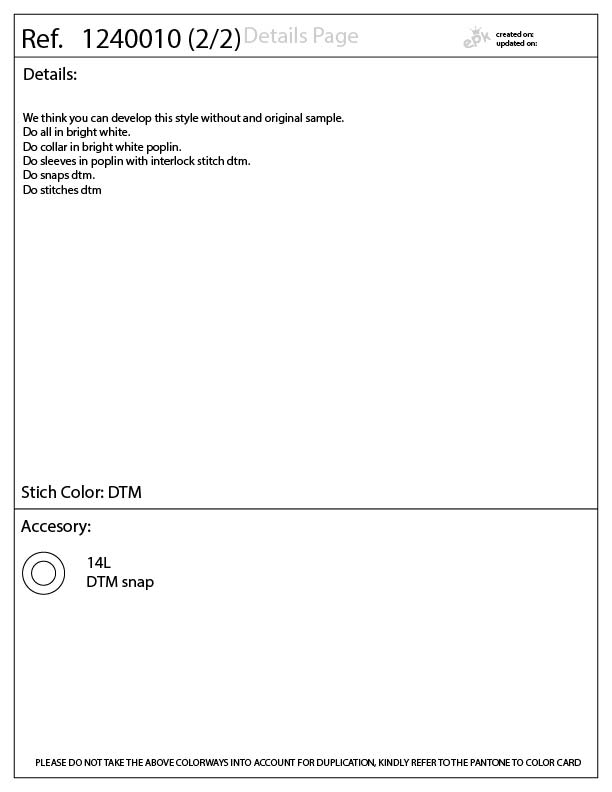 Ref. 1240010 (2/2) Details Page
epk
created on:
updated on:
Details:
We think you can develop this style without and original sample.
Do all in bright white.
Do collar in bright white poplin.
Do sleeves in poplin with interlock stitch dtm.
Do snaps dtm.
Do stitches dtm
Stich Color: DTM
Accesory:
14L
DTM snap
PLEASE DO NOT TAKE THE ABOVE COLORWAYS INTO ACCOUNT FOR DUPLICATION, KINDLY REFER TO THE PANTONE TO COLOR CARD